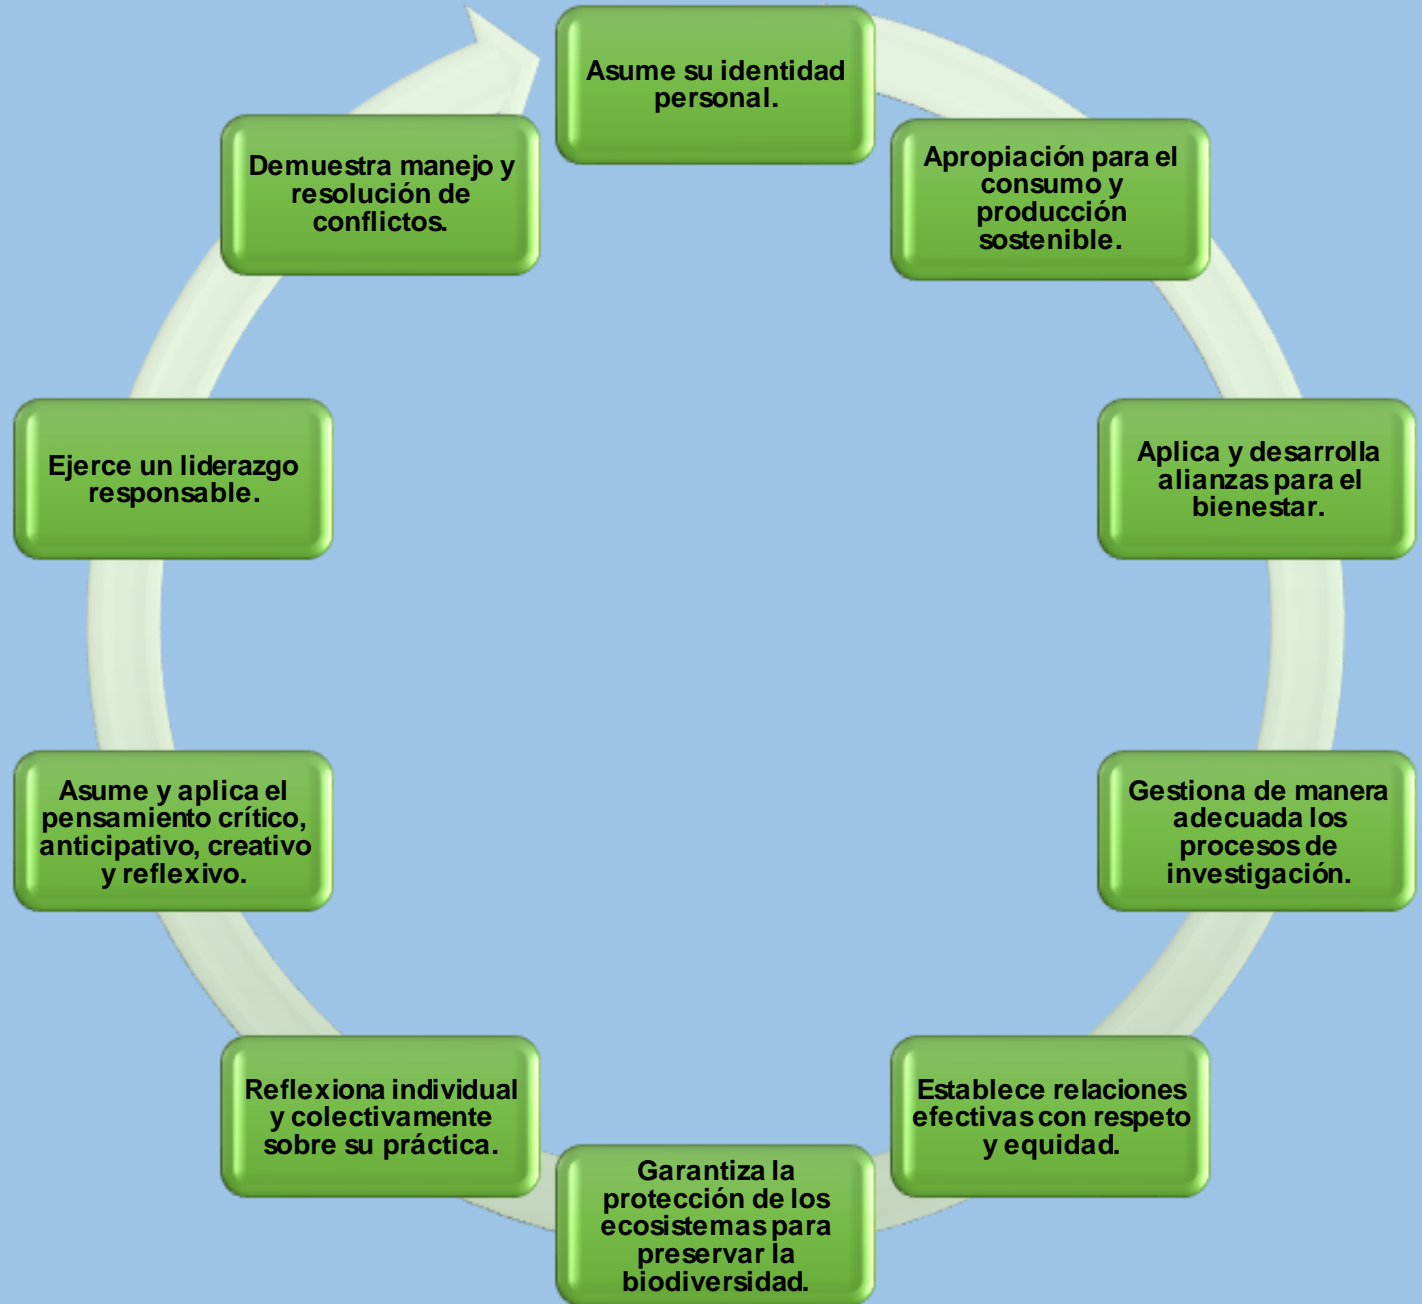 Asume su identidad
personal.
Apropiación para el
consumo y
producción
sostenible.
Aplica y desarrolla
alianzas para el
bienestar.
Gestiona de manera
adecuada los
procesos de
investigación.
Establece relaciones
efectivas con respeto
y equidad.
Garantiza la
protección de los
ecosistemas para
preservar la
biodiversidad.
Reflexiona individual
y colectivamente
sobre su práctica.
Asume y aplica el
pensamiento crítico,
anticipativo, creativo
y reflexivo.
Ejerce un liderazgo
responsable.
Demuestra manejo y
resolución de
conflictos.